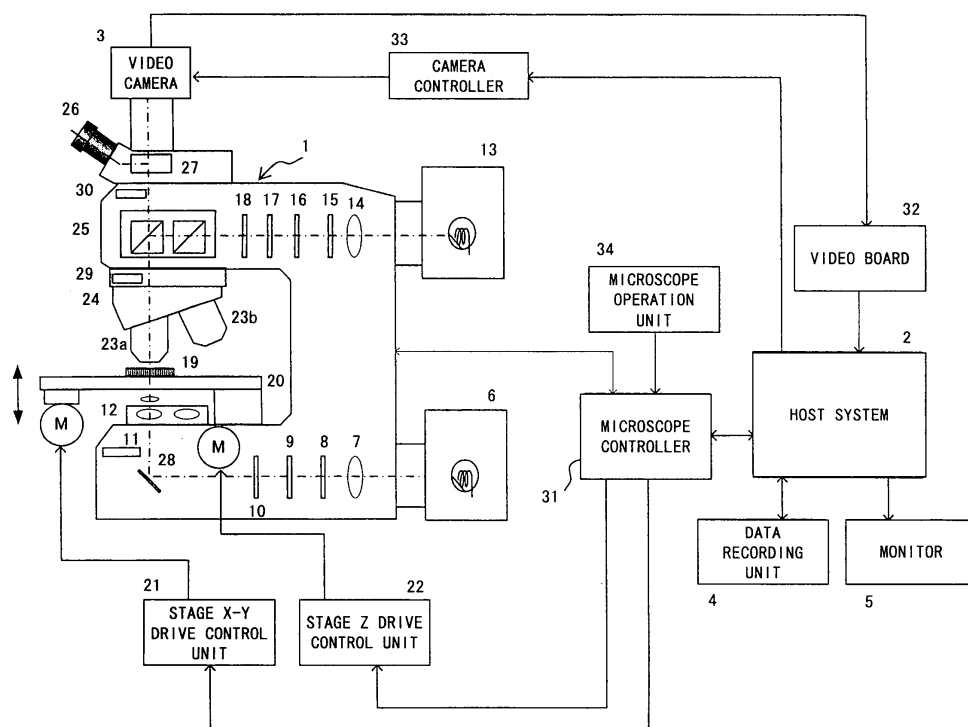 3
VIDEO
CAMERA
33
CAMERA
CONTROLLER
26
27
1
13
30
18
17
16
15
14
25
32
VIDEO BOARD
34
MICROSCOPE
OPERATION
UNIT
29
24
23b
23a
19
20
2
HOST SYSTEM
12
M
M
11
28
9
8
7
10
6
MICROSCOPE
CONTROLLER
31
DATA
RECORDING
UNIT
4
MONITOR
5
21
STAGE X-Y
DRIVE CONTROL
UNIT
22
STAGE Z DRIVE
CONTROL UNIT